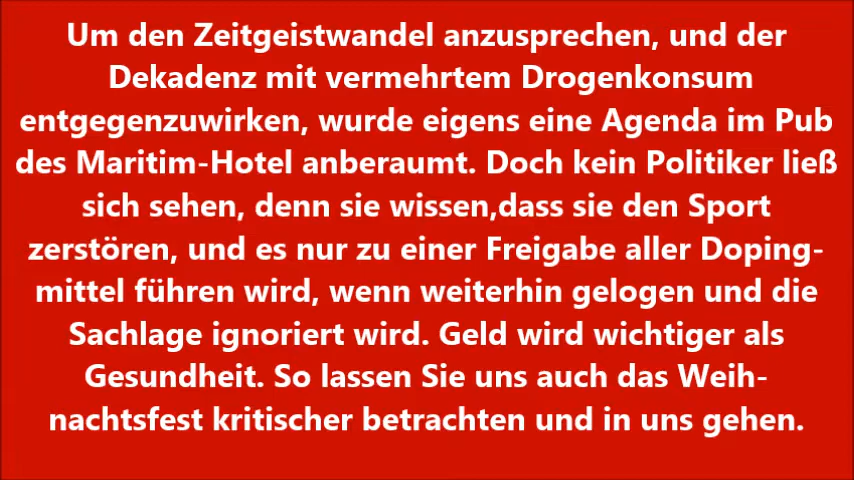 Um den Zeitgeistwandel anzusprechen, und der
Dekadenz mit vermehrtem Drogenkonsum
entgegenzuwirken, wurde eigens eine Agenda im Pub
des Maritim-Hotel anberaumt. Doch kein Politiker ließ
sich sehen, denn sie wissen,dass sie den Sport
zerstören, und es nur zu einer Freigabe aller Doping-
mittel führen wird, wenn weiterhin gelogen und die
Sachlage ignoriert wird. Geld wird wichtiger als
Gesundheit. So lassen Sie uns auch das Weih-
nachtsfest kritischer betrachten und in uns gehen.